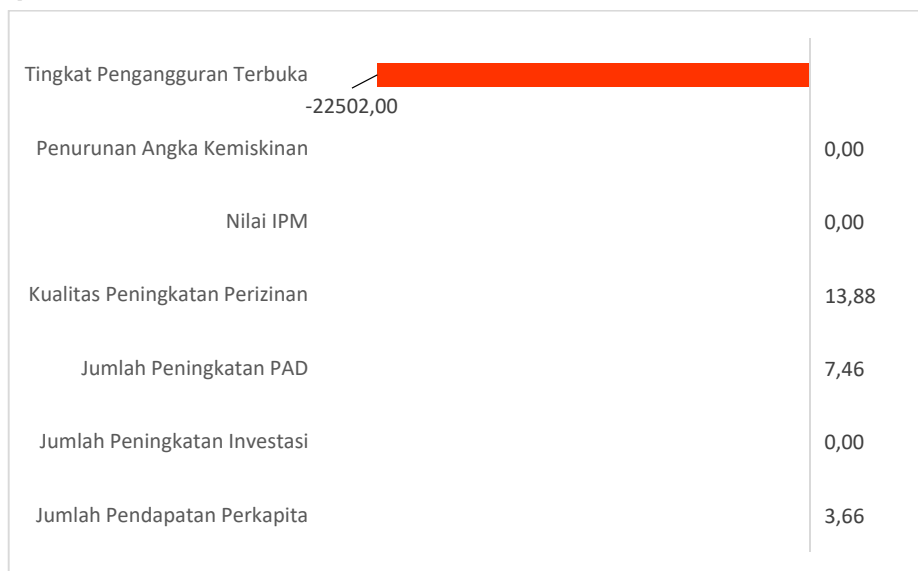 Tingkat Pengangguran Terbuka
-22502,00
Penurunan Angka Kemiskinan 0,00
Nilai IPM 0,00
Kualitas Peningkatan Perizinan 13,88
Jumlah Peningkatan PAD 7,46
Jumlah Peningkatan Investasi 0,00
Jumlah Pendapatan Perkapita 3,66